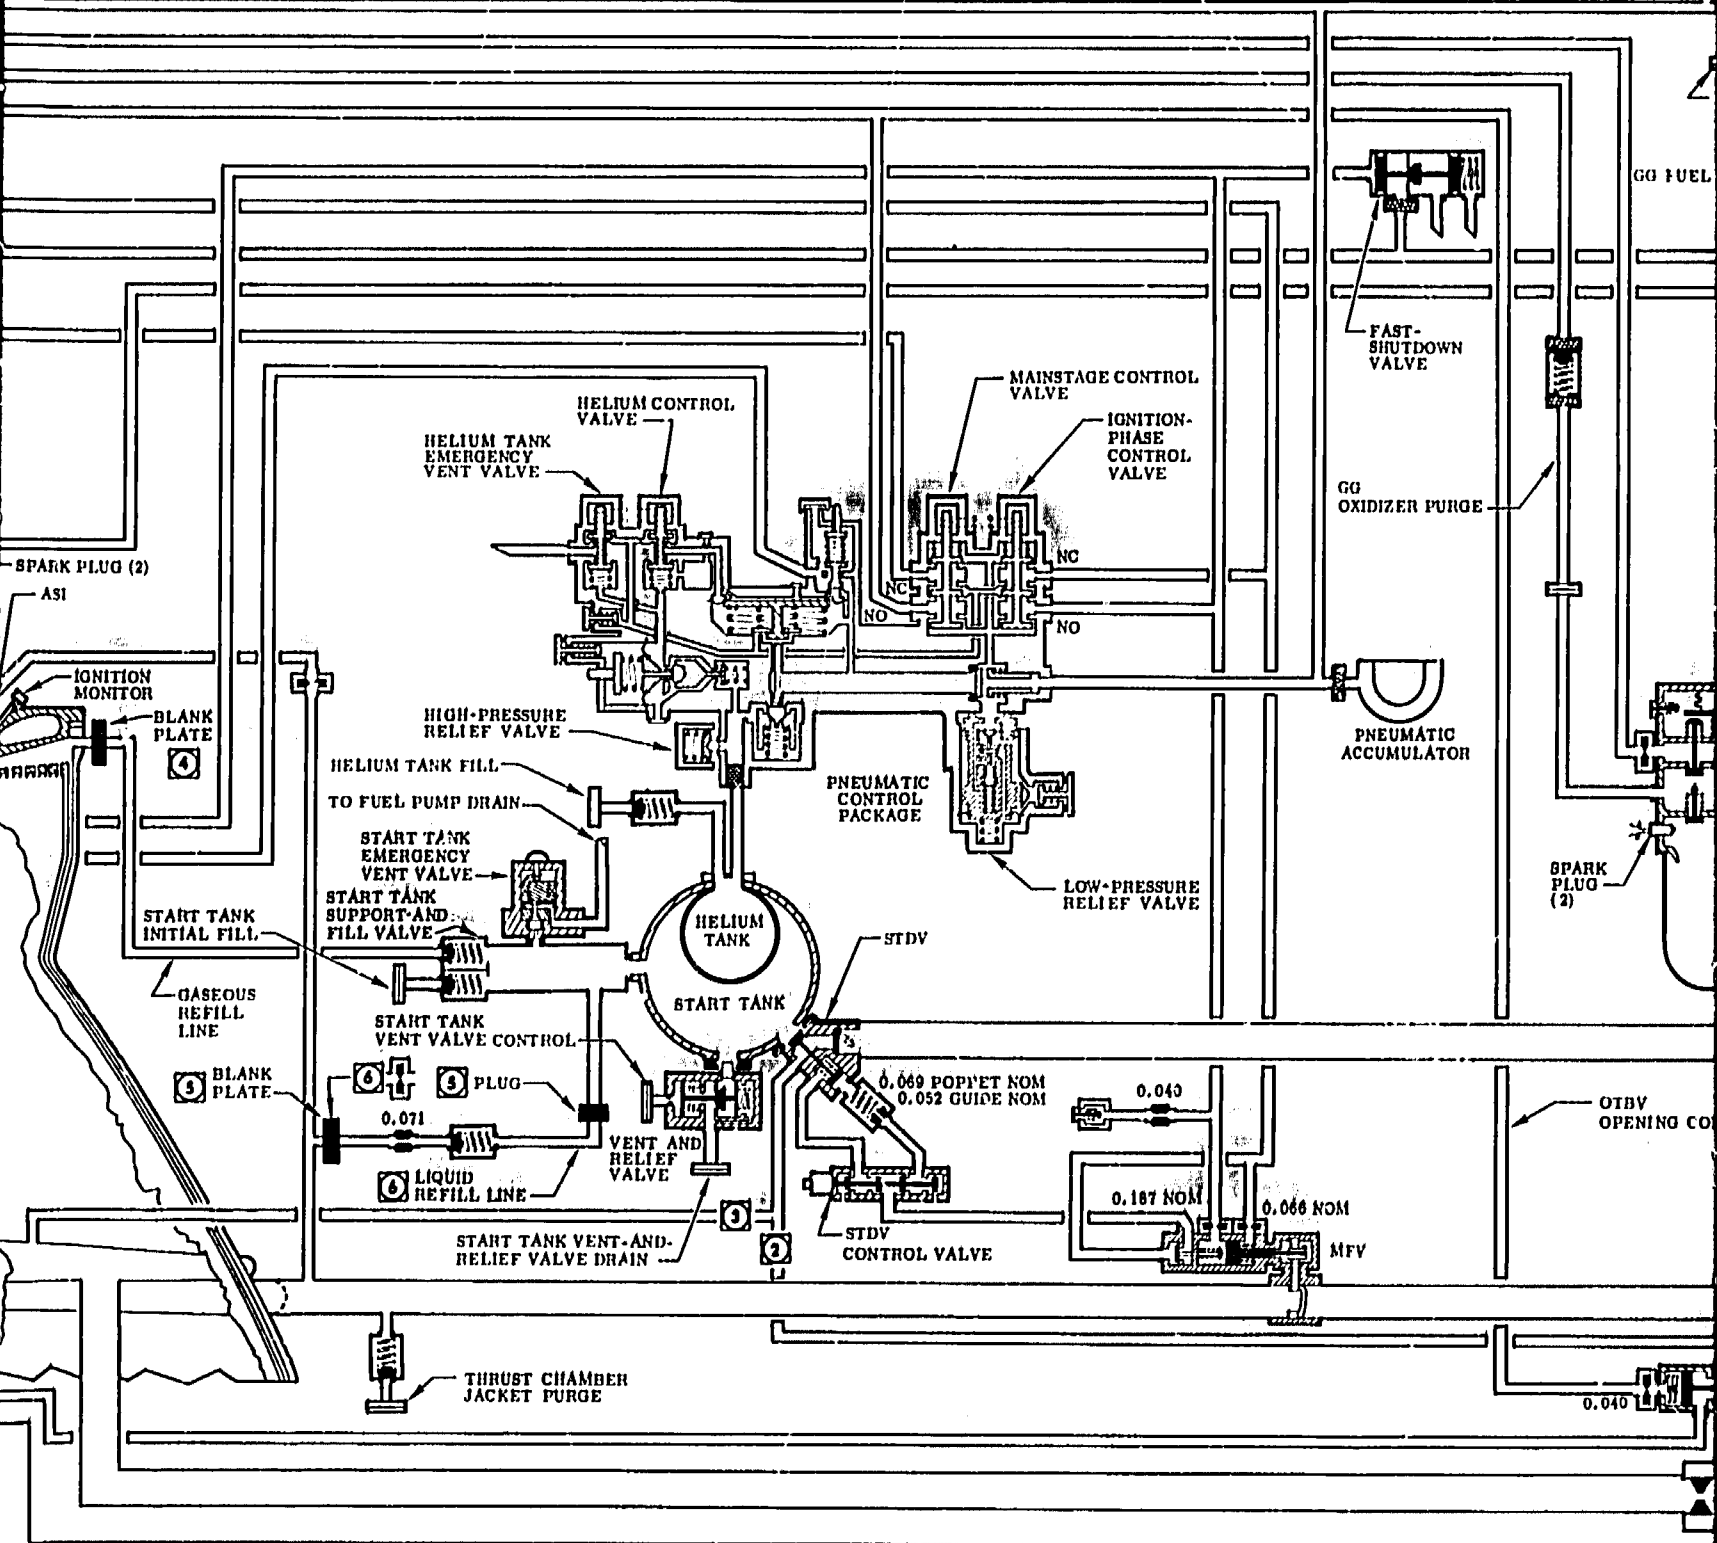 GG FUEL
FAST-
SHUTDOWN
VALVE
MAINSTAGE CONTROL
VALVE
HELIUM CONTROL
VALVE
IGNITION-
PHASE
CONTROL
VALVE
HELIUM TANK
EMERGENCY
VENT VALVE
GG
OXIDIZER PURGE
SPARK PLUG (2)
ASI
NC
NC
NO
NO
IGNITION
MONITOR
BLANK
PLATE
4
HIGH-PRESSURE
RELIEF VALVE
PNEUMATIC
ACCUMULATOR
HELIUM TANK FILL
PNEUMATIC
CONTROL
PACKAGE
TO FUEL PUMP DRAIN
START TANK
EMERGENCY
VENT VALVE
SPARK
PLUG
(2)
LOW-PRESSURE
RELIEF VALVE
START TANK
SUPPORT-AND-
FILL VALVE
START TANK
INITIAL FILL
HELIUM
TANK
STDV
GASEOUS
REFILL
LINE
START TANK
START TANK
VENT VALVE CONTROL
5
BLANK
PLATE
6
5
PLUG
0.069 POPPET NOM
0.052 GUIDE NOM
0.040
OTBV
OPENING CO
0.071
VENT AND
RELIEF
VALVE
6
LIQUID
REFILL LINE
0.187 NOM
0.066 NOM
3
START TANK VENT-AND-
RELIEF VALVE DRAIN
2
STDV
CONTROL VALVE
MFV
THRUST CHAMBER
JACKET PURGE
0.040